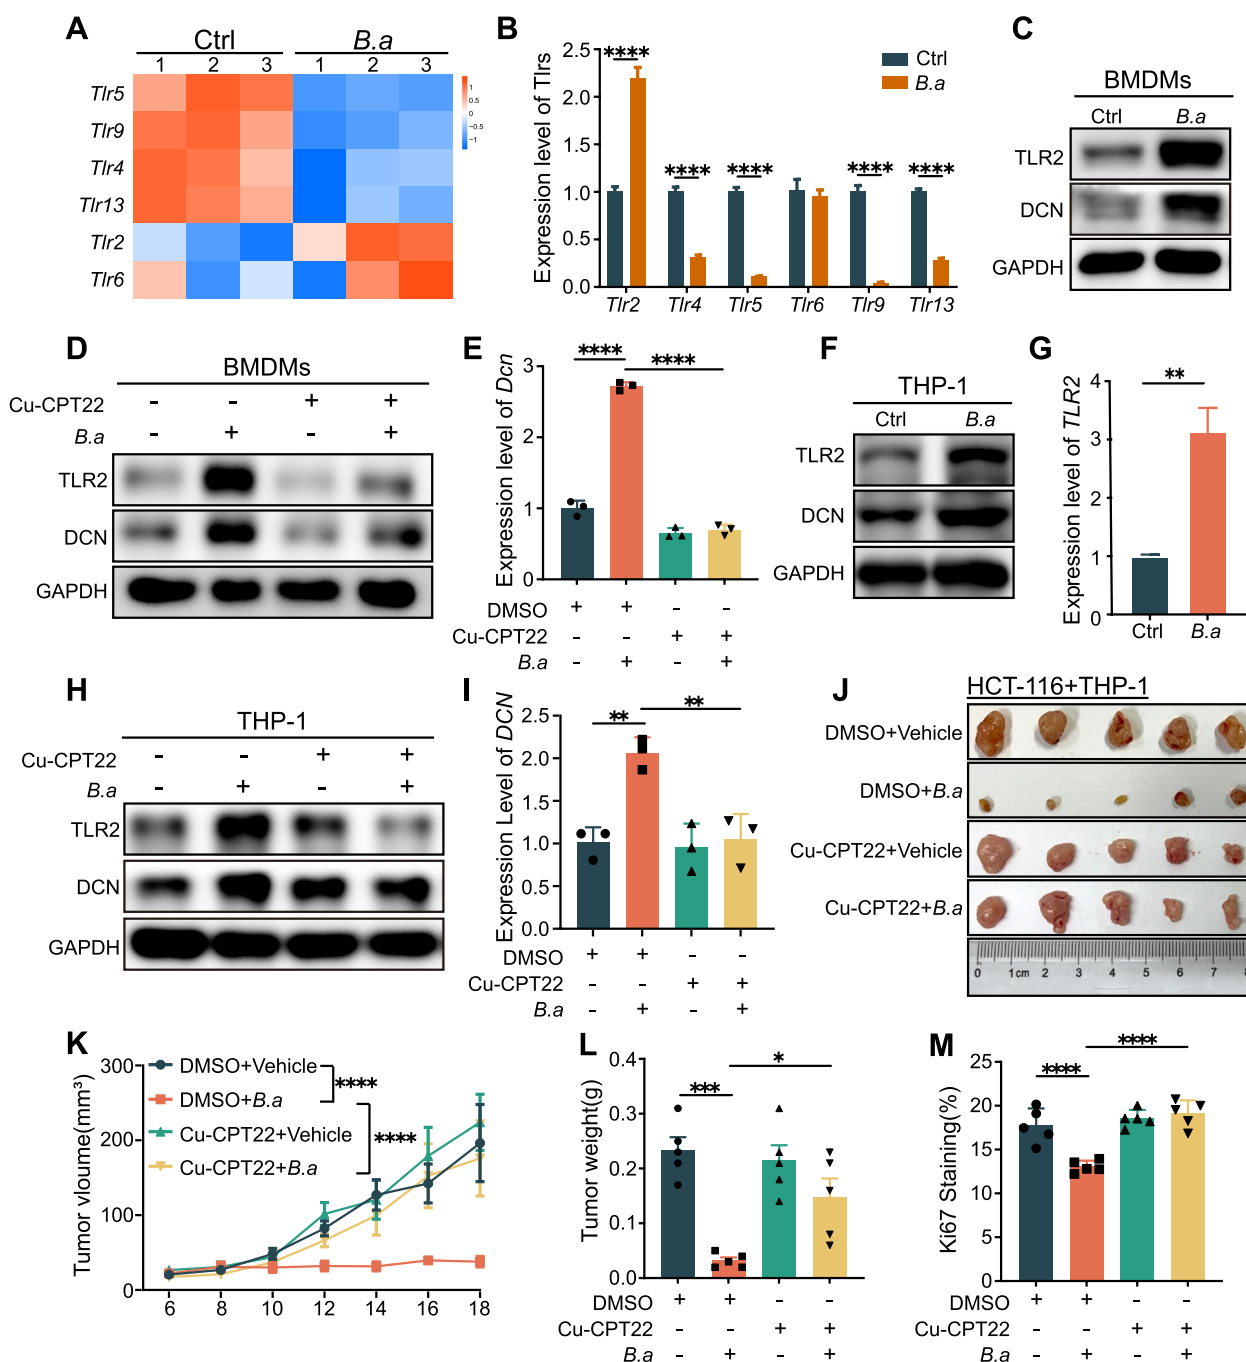 A
Ctrl
B.a
1 2 3 1 2 3
Tlr5
Tlr9
Tlr4
Tlr13
Tlr2
Tlr6
1
0.5
0
−0.5
−1
B
Expression level of Tlrs
2.5
2.0
1.5
1.0
0.5
0.0
**** **** **** **** ****
Ctrl
B.a
Tlr2 Tlr4 Tlr5 Tlr6 Tlr9 Tlr13
C
BMDMs
Ctrl B.a
TLR2
DCN
GAPDH
D
BMDMs
Cu-CPT22 - - + +
B.a - + - +
TLR2
DCN
GAPDH
E
Expression level of Dcn
3
2
1
0
**** ****
DMSO + + - -
Cu-CPT22 - - + +
B.a - + - +
F
THP-1
Ctrl B.a
TLR2
DCN
GAPDH
G
Expression level of TLR2
4
3
2
1
0
**
Ctrl B.a
H
THP-1
Cu-CPT22 - - + +
B.a - + - +
TLR2
DCN
GAPDH
I
Expression Level of DCN
2.5
2.0
1.5
1.0
0.5
0.0
** **
DMSO + + - -
Cu-CPT22 - - + +
B.a - + - +
J
HCT-116+THP-1
DMSO+Vehicle
DMSO+B.a
Cu-CPT22+Vehicle
Cu-CPT22+B.a
0 1cm 2 3 4 5 6 7 8
K
Tumor vloume(mm³)
300
200
100
0
DMSO+Vehicle
DMSO+B.a
Cu-CPT22+Vehicle
Cu-CPT22+B.a
****
****
6 8 10 12 14 16 18
L
Tumor weight(g)
0.4
0.3
0.2
0.1
0.0
*** *
DMSO + + - -
Cu-CPT22 - - + +
B.a - + - +
M
Ki67 Staining(%)
25
20
15
10
5
0
**** ****
DMSO + + - -
Cu-CPT22 - - + +
B.a - + - +